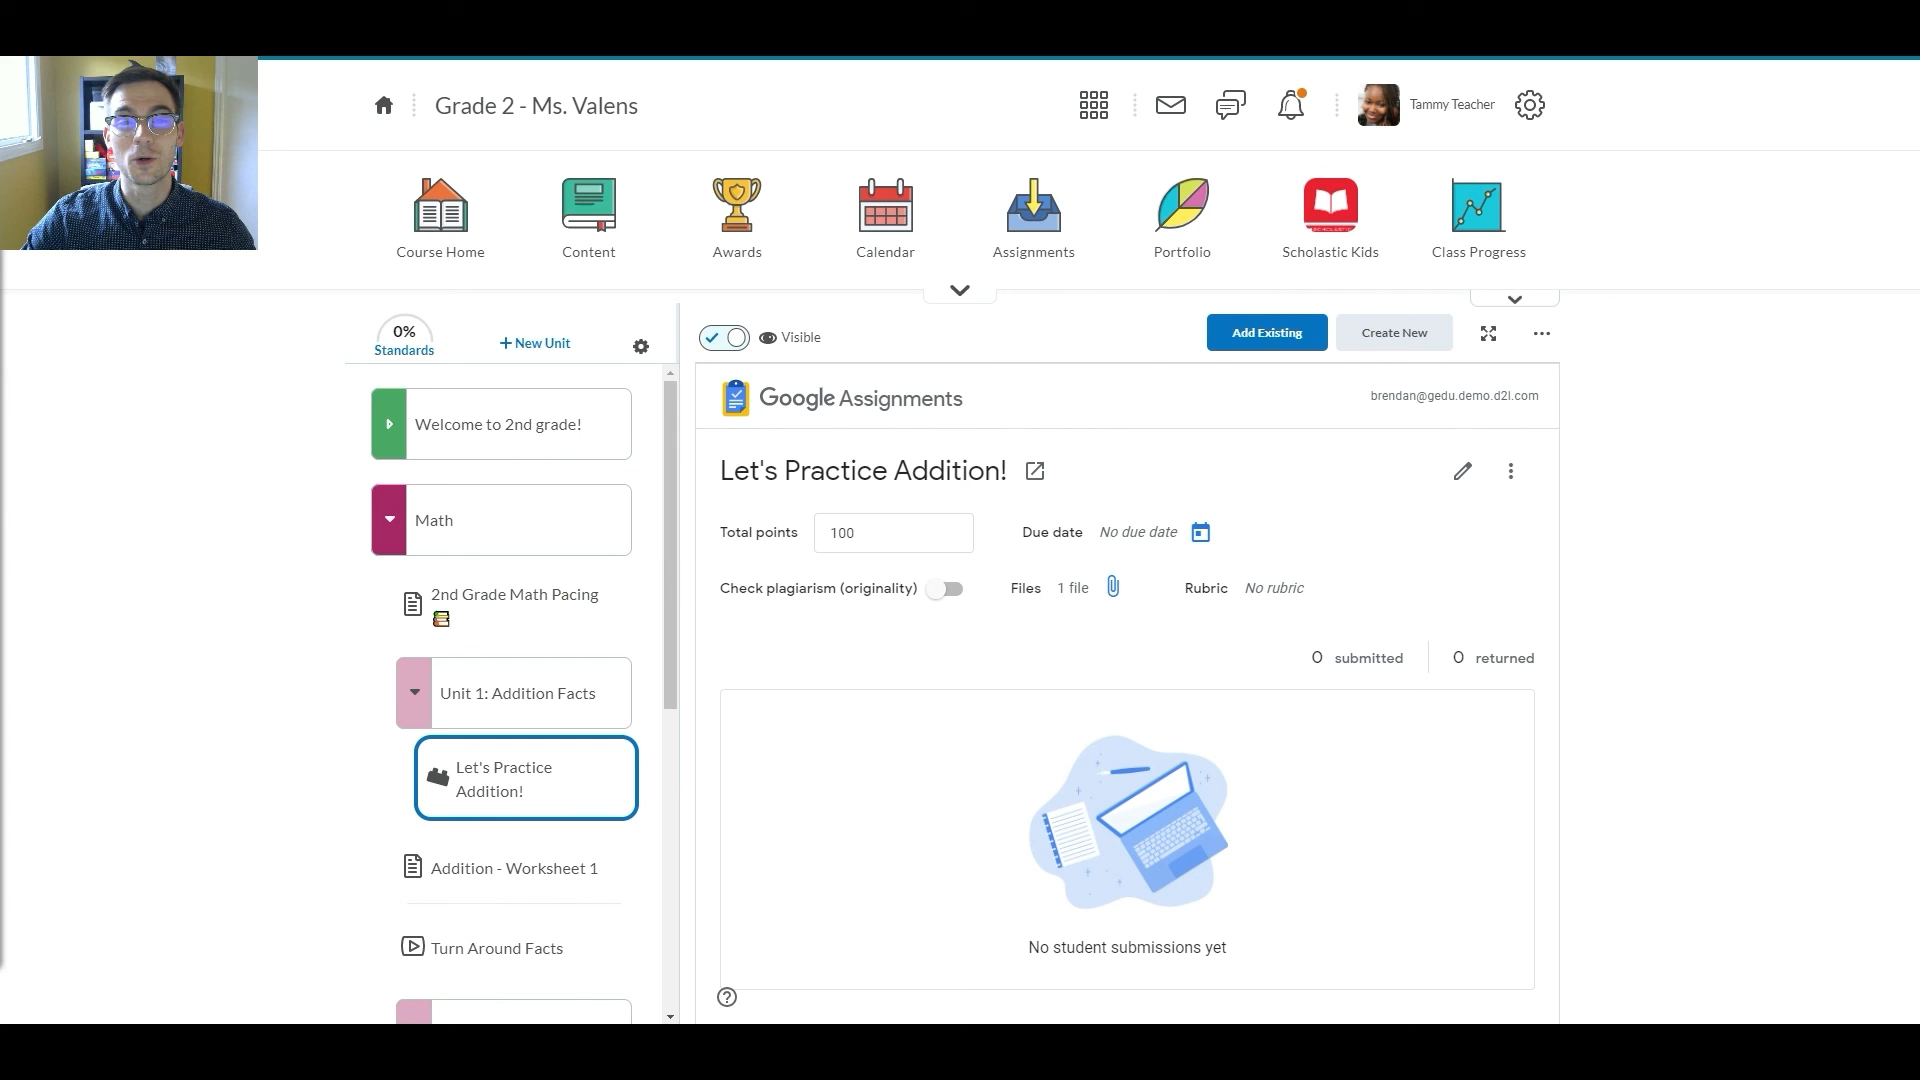 Grade 2 - Ms. Valens
Tammy Teacher
Course Home
Content
Awards
Calendar
Assignments
Portfolio
Scholastic Kids
Class Progress
0%
Standards
New Unit
Visible
Add Existing
Create New
Welcome to 2nd grade!
Math
2nd Grade Math Pacing
Unit 1: Addition Facts
Let's Practice
Addition!
Addition - Worksheet 1
Turn Around Facts
Google Assignments
brendan@gedu.demo.d2l.com
Let's Practice Addition!
Total points 100 Due date No due date
Check plagiarism (originality) Files 1 file Rubric No rubric
0 submitted 0 returned
No student submissions yet